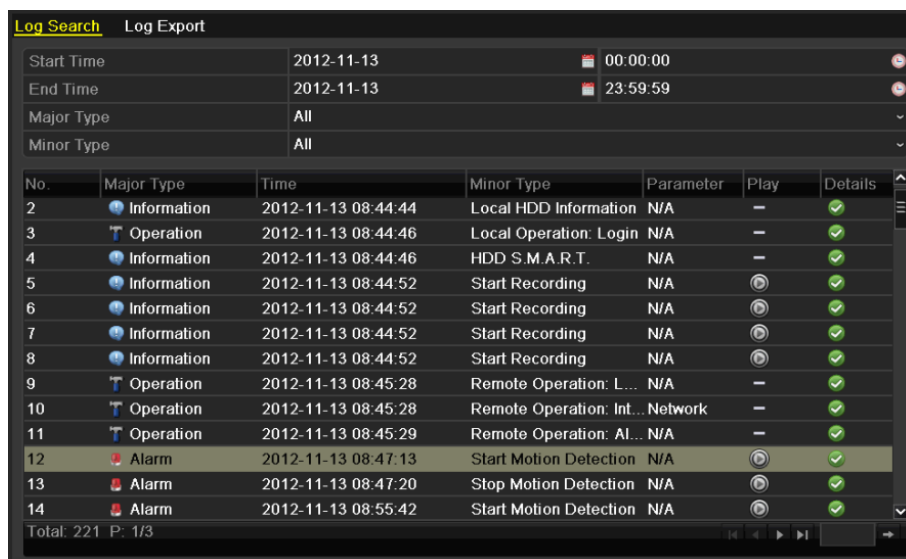 Log Search Log Export
Start Time 2012-11-13 00:00:00
End Time 2012-11-13 23:59:59
Major Type All
Minor Type All
No. Major Type Time Minor Type Parameter Play Details
2 Information 2012-11-13 08:44:44 Local HDD Information N/A –
3 Operation 2012-11-13 08:44:46 Local Operation: Login N/A –
4 Information 2012-11-13 08:44:46 HDD S.M.A.R.T. N/A –
5 Information 2012-11-13 08:44:52 Start Recording N/A
6 Information 2012-11-13 08:44:52 Start Recording N/A
7 Information 2012-11-13 08:44:52 Start Recording N/A
8 Information 2012-11-13 08:44:52 Start Recording N/A
9 Operation 2012-11-13 08:45:28 Remote Operation: L... N/A –
10 Operation 2012-11-13 08:45:28 Remote Operation: Int... Network –
11 Operation 2012-11-13 08:45:29 Remote Operation: Al... N/A –
12 Alarm 2012-11-13 08:47:13 Start Motion Detection N/A
13 Alarm 2012-11-13 08:47:20 Stop Motion Detection N/A
14 Alarm 2012-11-13 08:55:42 Start Motion Detection N/A
Total: 221 P: 1/3